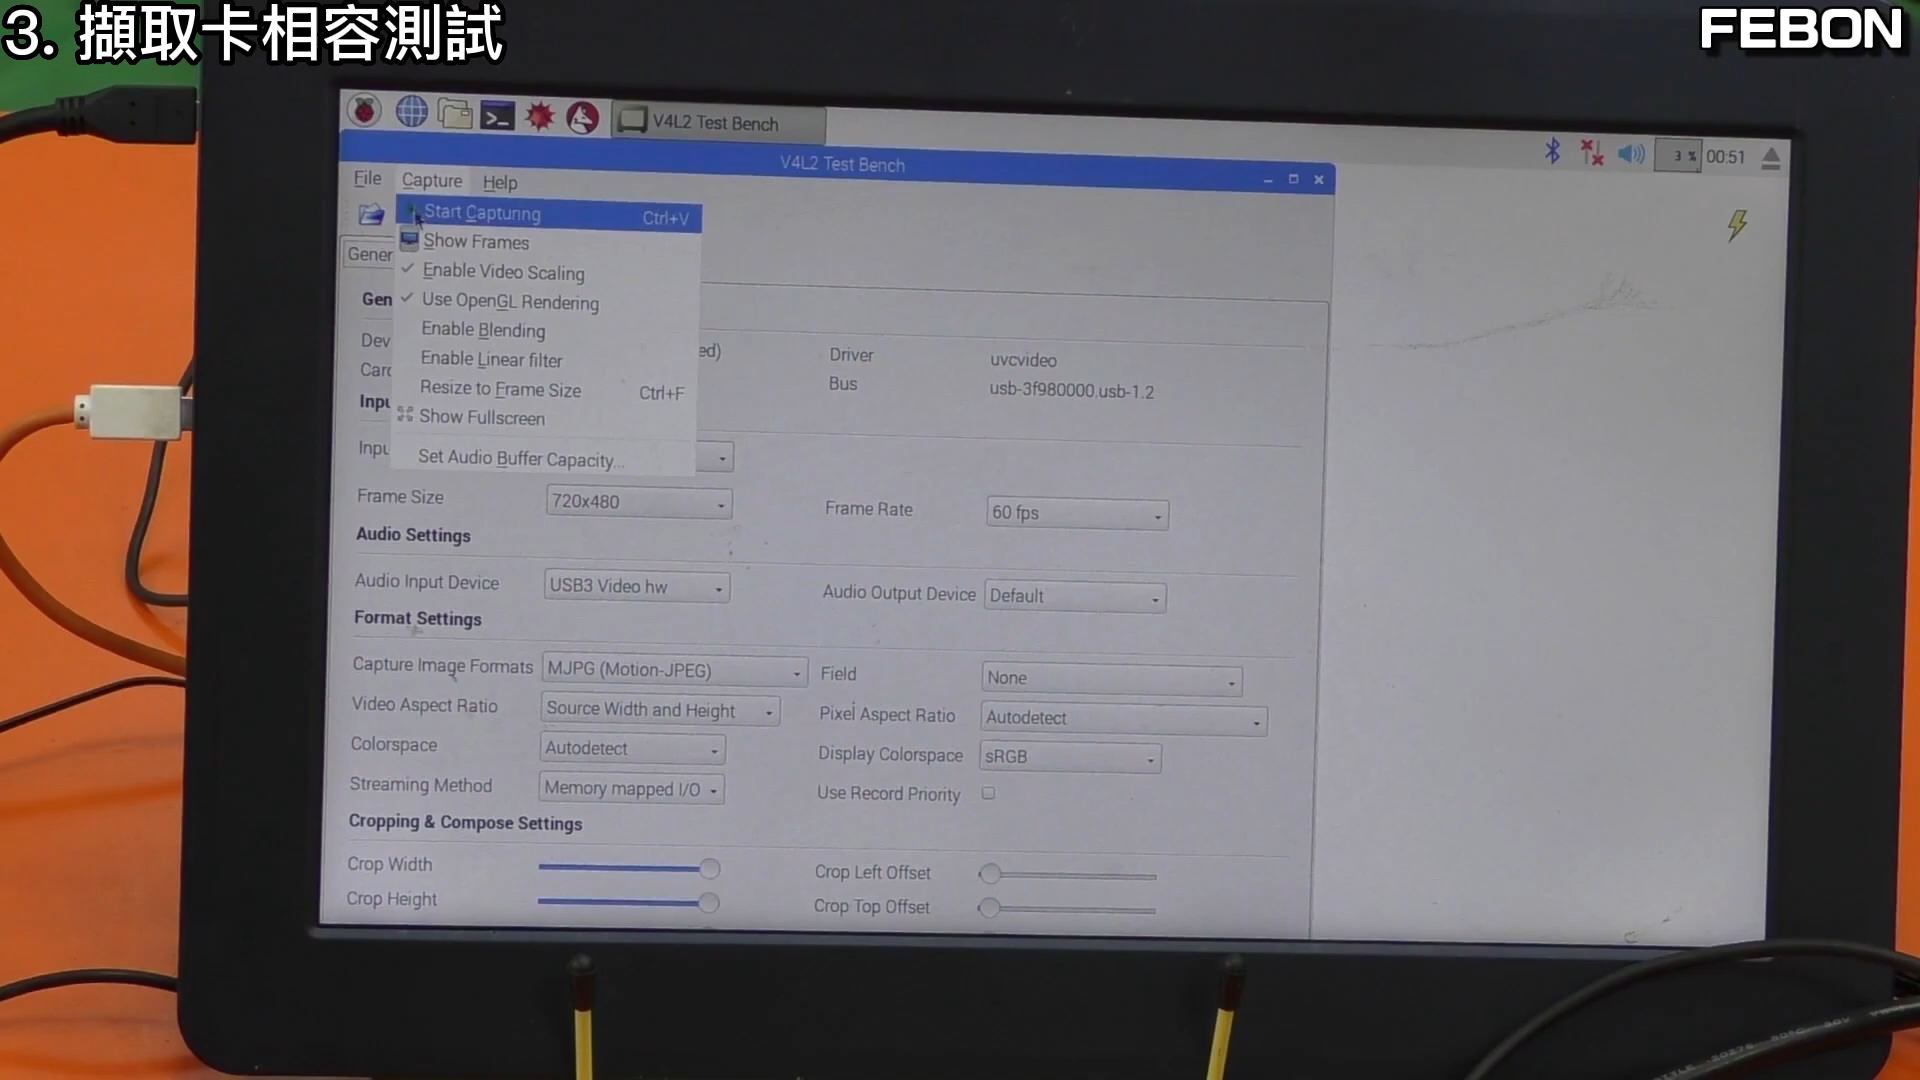 3. 擷取卡相容測試
FEBON
V4L2 Test Bench
3 %
00:51
V4L2 Test Bench
File
Capture
Help
Start Capturing Ctrl+V
Show Frames
Enable Video Scaling
Use OpenGL Rendering
Enable Blending
Enable Linear filter
Resize to Frame Size Ctrl+F
Show Fullscreen
Set Audio Buffer Capacity...
Gener
Gen
Dev
ed)
Driver
uvcvideo
Card
Bus
usb-3f980000.usb-1.2
Inpu
Inpu
Frame Size
720x480
Frame Rate
60 fps
Audio Settings
Audio Input Device
USB3 Video hw
Audio Output Device
Default
Format Settings
Capture Image Formats
MJPG (Motion-JPEG)
Field
None
Video Aspect Ratio
Source Width and Height
Pixel Aspect Ratio
Autodetect
Colorspace
Autodetect
Display Colorspace
sRGB
Streaming Method
Memory mapped I/O
Use Record Priority
Cropping & Compose Settings
Crop Width
Crop Left Offset
Crop Height
Crop Top Offset